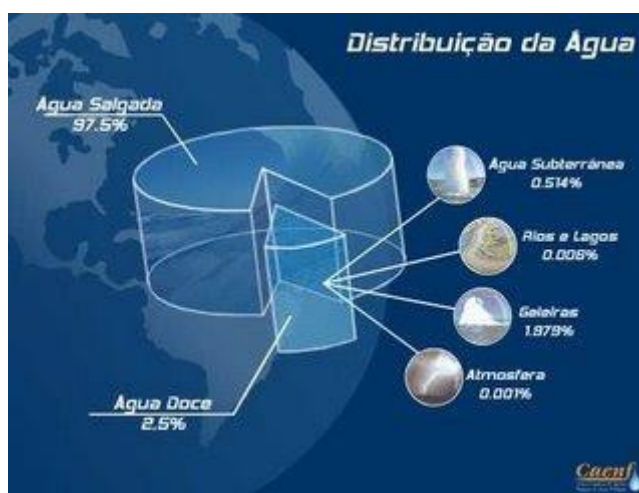 Distribuição da Água
Água Salgada
97.5%
Água Subterrânea
0.514%
Rios e Lagos
0.006%
Geleiras
1.979%
Atmosfera
0.001%
Água Doce
2.5%
Caenf